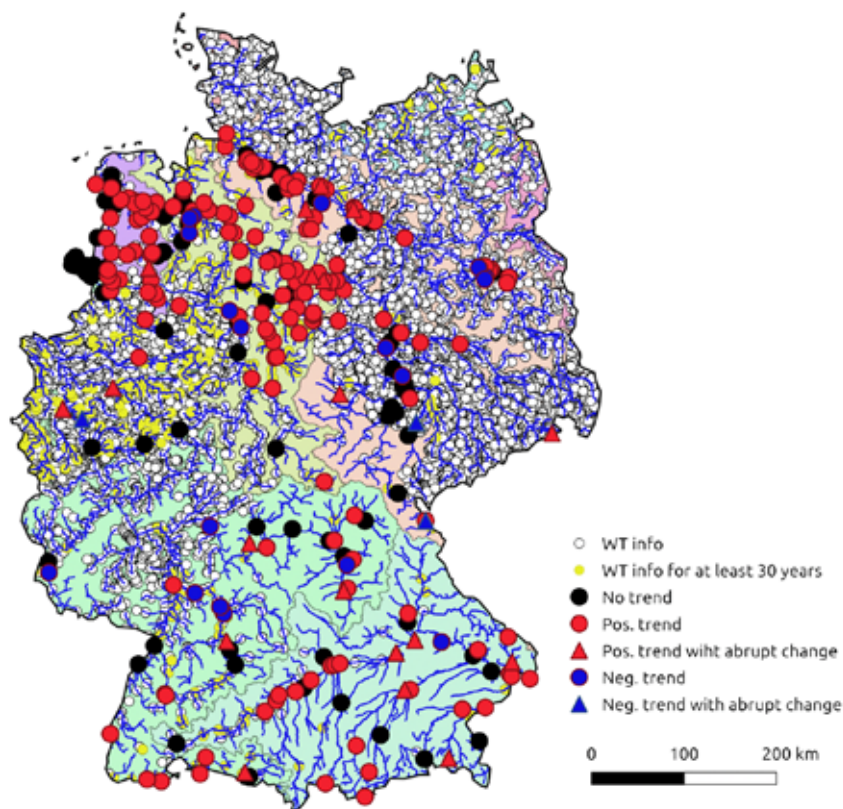 WT info
WT info for at least 30 years
No trend
Pos. trend
Pos. trend wiht abrupt change
Neg. trend
Neg. trend with abrupt change
0 100 200 km